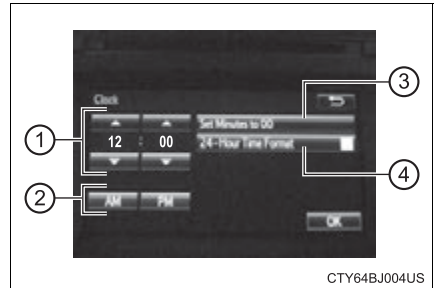 3
Clock
Set Minutes to 00
1
12 : 00
24-Hour Time Format
4
2
AM PM
OK
CTY64BJ004US